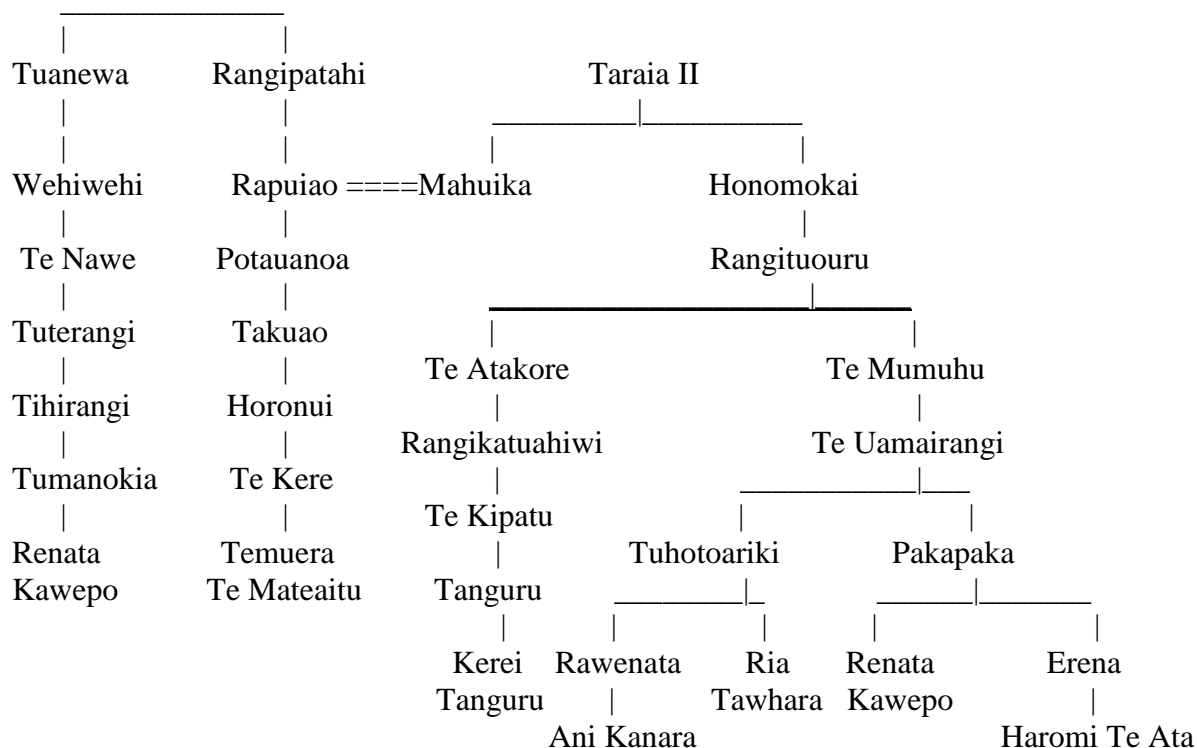 Tuanewa Rangipatahi Taraia II
Wehiwehi Rapuiao ====Mahuika Honomokai
Te Nawe Potauanoa Rangituouru
Tuterangi Takuao
Te Atakore Te Mumuhu
Tihirangi Horonui
Rangikatuahiwi Te Uamairangi
Tumanokia Te Kere
Te Kipatu
Renata Temuera Tuhotoariki Pakapaka
Kawepo Te Mateaitu Tanguru
Kerei Rawenata Ria Renata Erena
Tanguru Tawhara Kawepo
Ani Kanara Haromi Te Ata